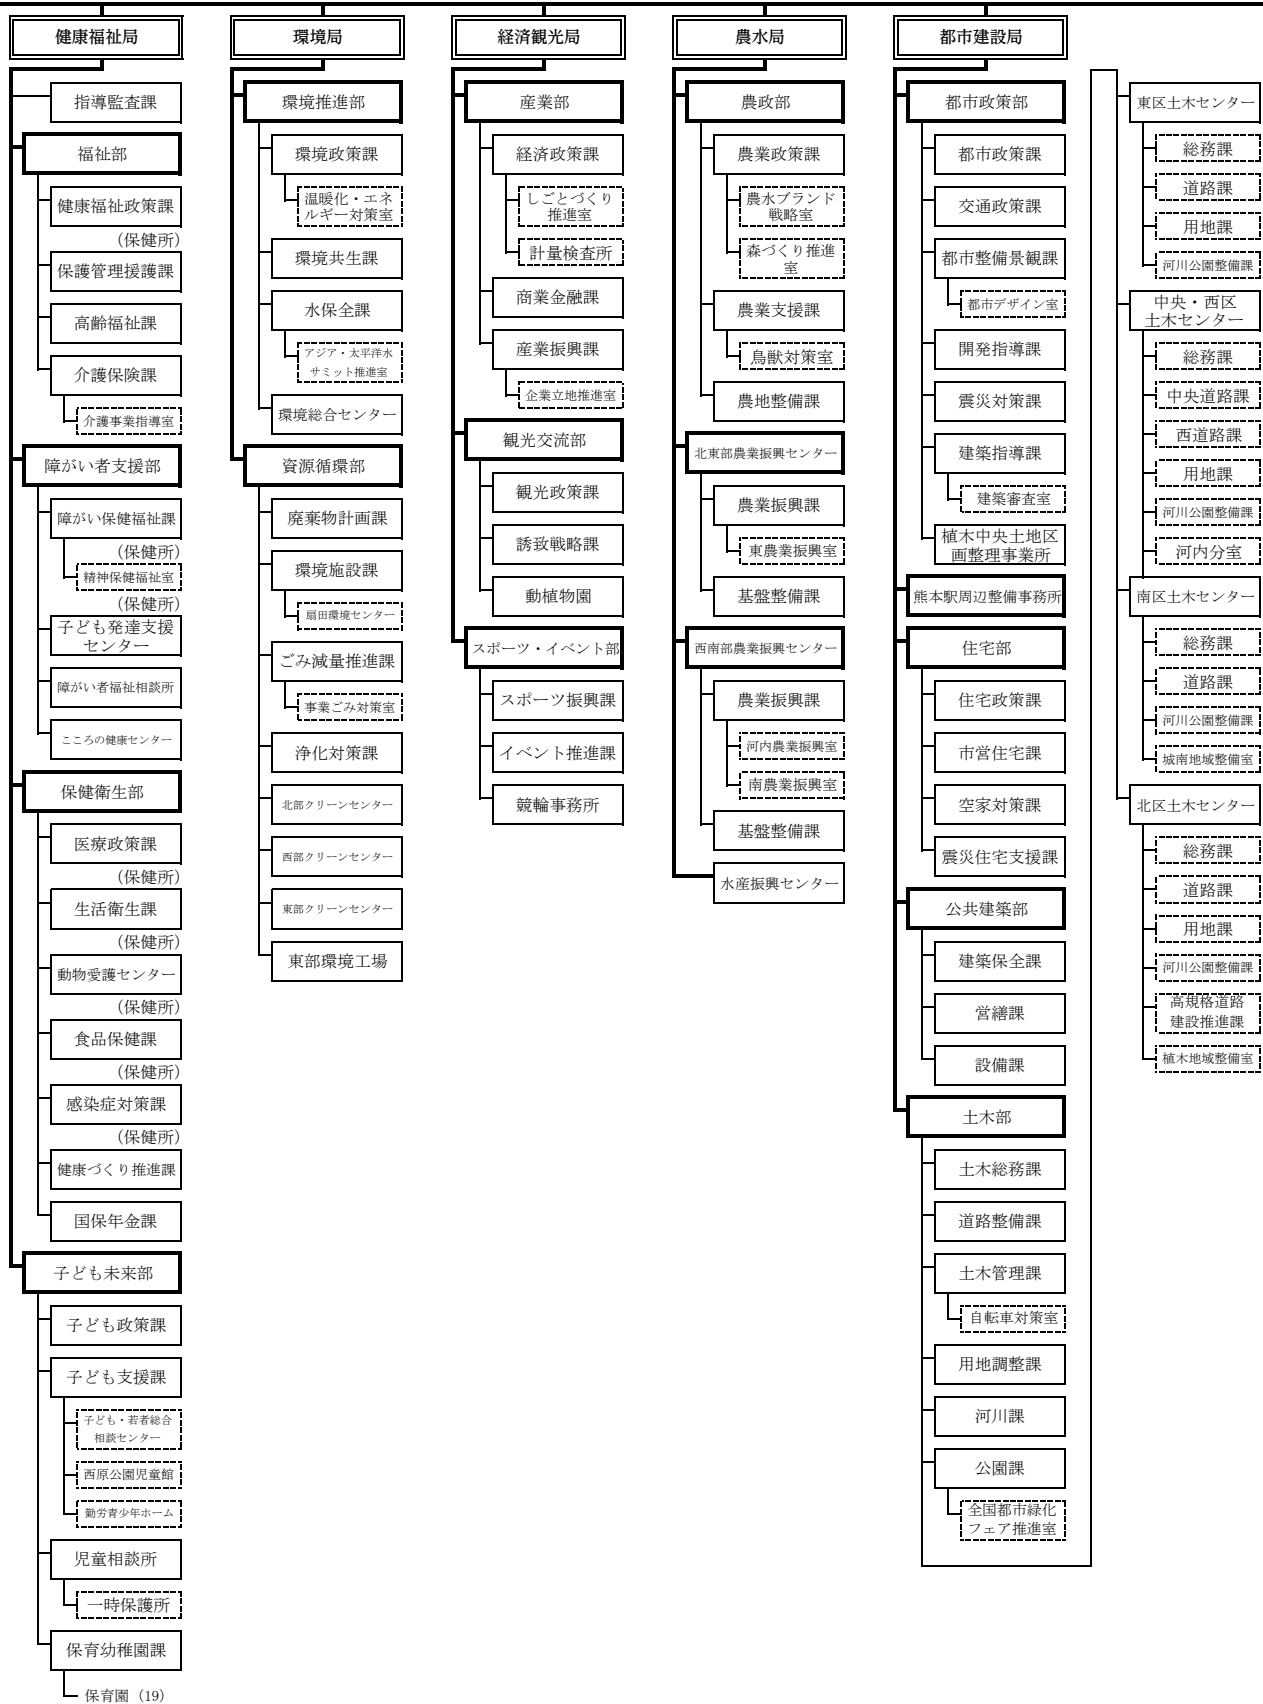 健康福祉局
指導監査課
福祉部
健康福祉政策課
（保健所）
保護管理援護課
高齢福祉課
介護保険課
介護事業指導室
障がい者支援部
障がい保健福祉課
（保健所）
精神保健福祉室
（保健所）
子ども発達支援
センター
障がい者福祉相談所
こころの健康センター
保健衛生部
医療政策課
（保健所）
生活衛生課
（保健所）
動物愛護センター
（保健所）
食品保健課
（保健所）
感染症対策課
（保健所）
健康づくり推進課
国保年金課
子ども未来部
子ども政策課
子ども支援課
子ども・若者総合
相談センター
西原公園児童館
勤労青少年ホーム
児童相談所
一時保護所
保育幼稚園課
保育園（19）
環境局
環境推進部
環境政策課
温暖化・エネ
ルギー対策室
環境共生課
水保全課
アジア・太平洋水
サミット推進室
環境総合センター
資源循環部
廃棄物計画課
環境施設課
扇田環境センター
ごみ減量推進課
事業ごみ対策室
浄化対策課
北部クリーンセンター
西部クリーンセンター
東部クリーンセンター
東部環境工場
経済観光局
産業部
経済政策課
しごとづくり
推進室
計量検査所
商業金融課
産業振興課
企業立地推進室
観光交流部
観光政策課
誘致戦略課
動植物園
スポーツ・イベント部
スポーツ振興課
イベント推進課
競輪事務所
農水局
農政部
農業政策課
農水ブランド
戦略室
森づくり推進
室
農業支援課
鳥獣対策室
農地整備課
北東部農業振興センター
農業振興課
東農業振興室
基盤整備課
西南部農業振興センター
農業振興課
河内農業振興室
南農業振興室
基盤整備課
水産振興センター
都市建設局
都市政策部
都市政策課
交通政策課
都市整備景観課
都市デザイン室
開発指導課
震災対策課
建築指導課
建築審査室
植木中央土地区
画整理事業所
熊本駅周辺整備事務所
住宅部
住宅政策課
市営住宅課
空家対策課
震災住宅支援課
公共建築部
建築保全課
営繕課
設備課
土木部
土木総務課
道路整備課
土木管理課
自転車対策室
用地調整課
河川課
公園課
全国都市緑化
フェア推進室
東区土木センター
総務課
道路課
用地課
河川公園整備課
中央・西区
土木センター
総務課
中央道路課
西道路課
用地課
河川公園整備課
河内分室
南区土木センター
総務課
道路課
河川公園整備課
城南地域整備室
北区土木センター
総務課
道路課
用地課
河川公園整備課
高規格道路
建設推進課
植木地域整備室